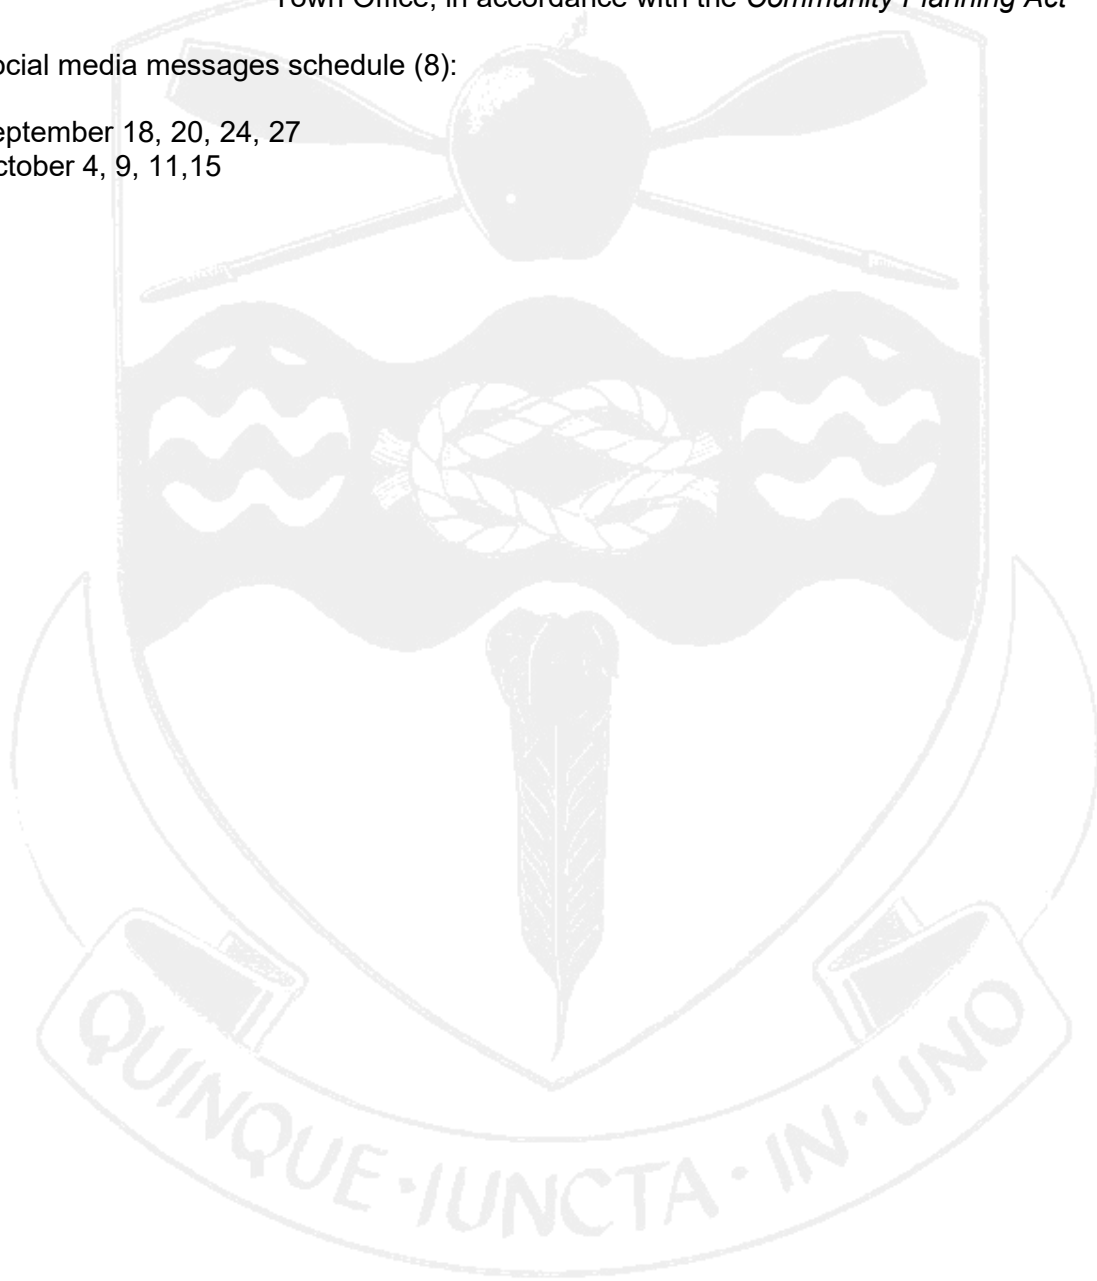 Town Office, in accordance with the Community Planning Act
ocial media messages schedule (8):
eptember 18, 20, 24, 27
ctober 4, 9, 11,15
QUINQUE · IUNCTA · IN · UNO